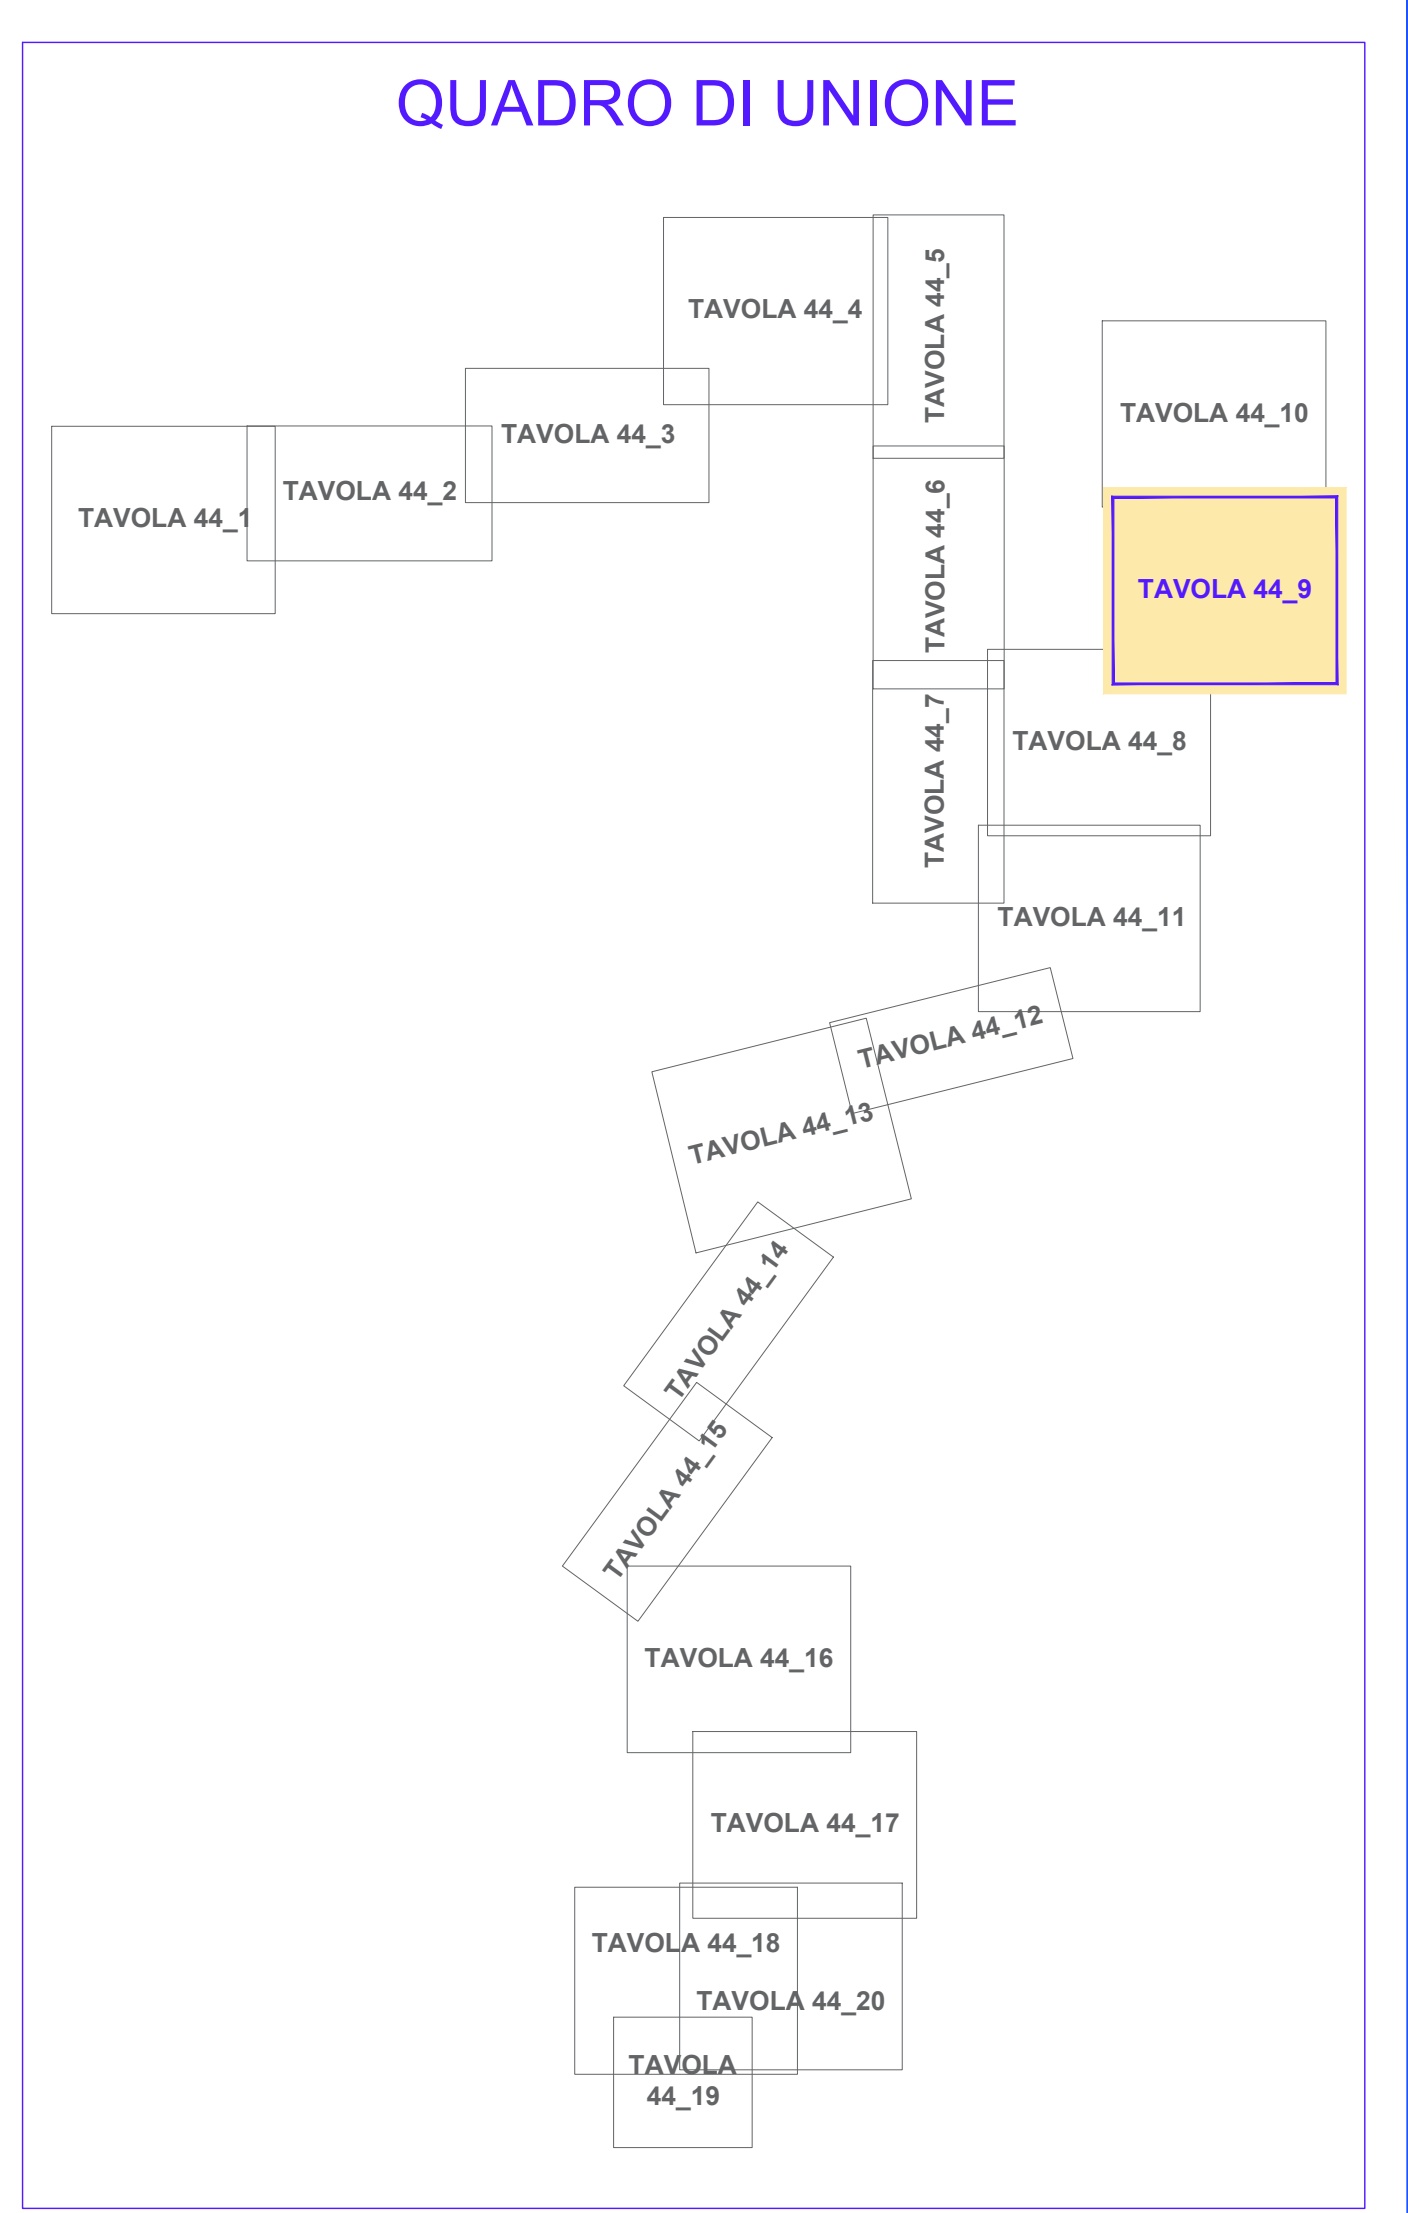 QUADRO DI UNIONE
TAVOLA 44_1
TAVOLA 44_2
TAVOLA 44_3
TAVOLA 44_4
TAVOLA 44_5
TAVOLA 44_6
TAVOLA 44_7
TAVOLA 44_8
TAVOLA 44_9
TAVOLA 44_10
TAVOLA 44_11
TAVOLA 44_12
TAVOLA 44_13
TAVOLA 44_14
TAVOLA 44_15
TAVOLA 44_16
TAVOLA 44_17
TAVOLA 44_18
TAVOLA 44_20
TAVOLA
44_19